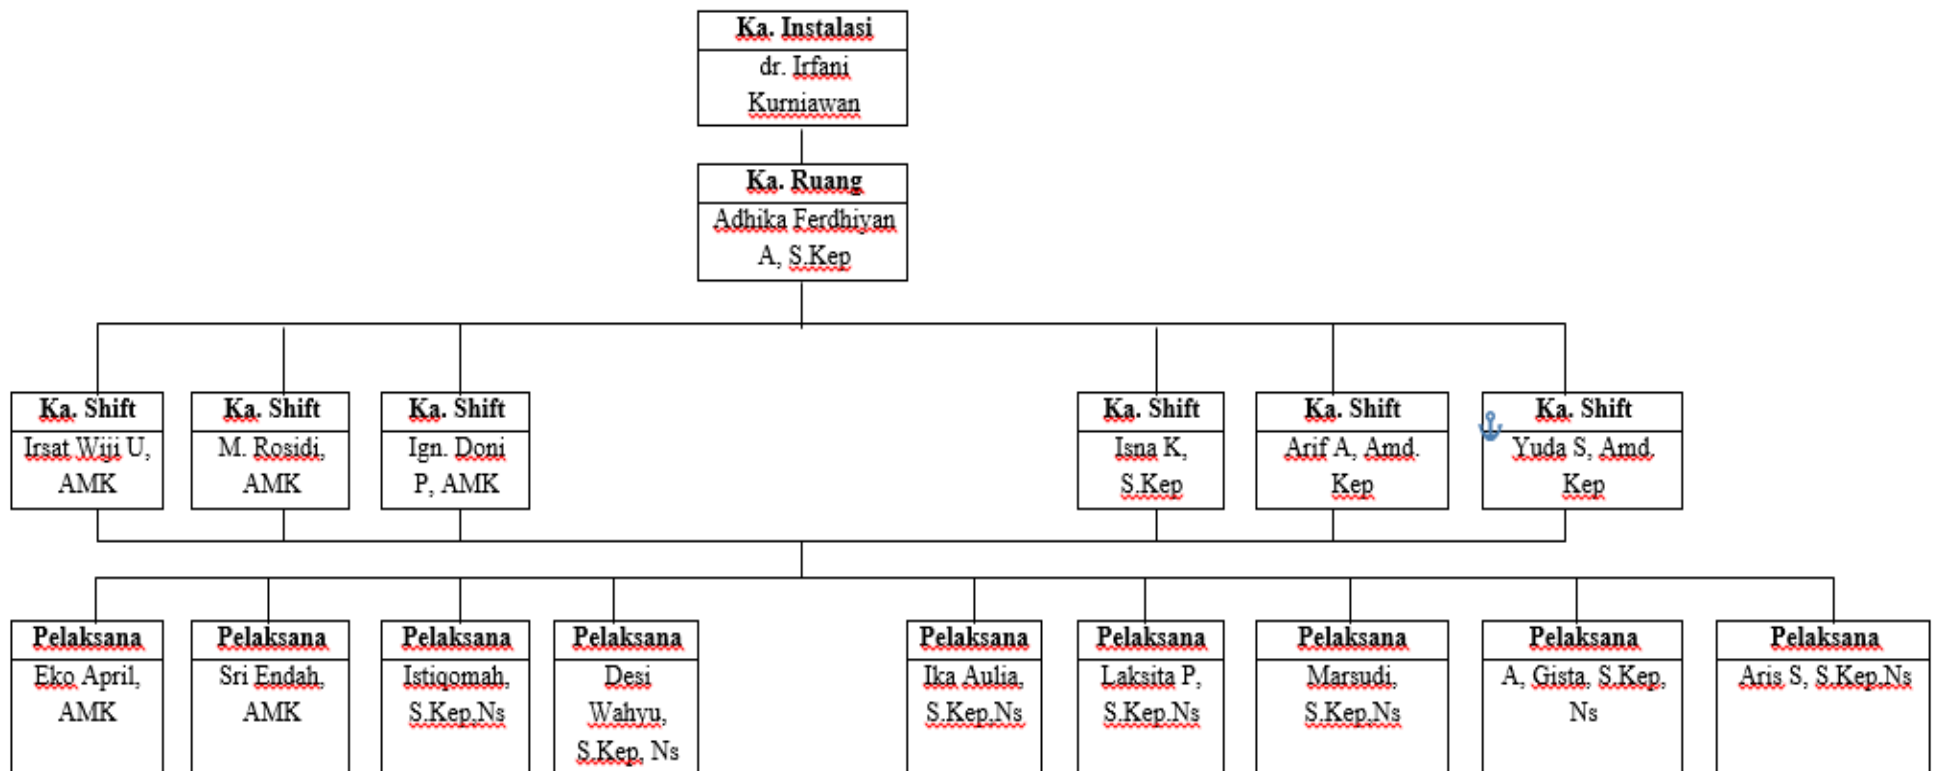 Ka. Instalasi
dr. Irfani
Kurniawan
Ka. Ruang
Adhika Ferdhiyan
A, S.Kep
Ka. Shift
Irsat Wiji U,
AMK
Ka. Shift
M. Rosidi,
AMK
Ka. Shift
Ign. Doni
P, AMK
Ka. Shift
Isna K,
S.Kep
Ka. Shift
Arif A, Amd.
Kep
Ka. Shift
Yuda S, Amd.
Kep
Pelaksana
Eko April,
AMK
Pelaksana
Sri Endah,
AMK
Pelaksana
Istiqomah,
S.Kep,Ns
Pelaksana
Desi
Wahyu,
S.Kep, Ns
Pelaksana
Ika Aulia,
S.Kep,Ns
Pelaksana
Laksita P,
S.Kep.Ns
Pelaksana
Marsudi,
S.Kep,Ns
Pelaksana
A, Gista, S.Kep,
Ns
Pelaksana
Aris S, S.Kep,Ns